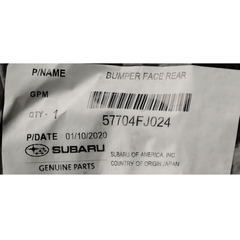 P/NAME BUMPER FACE REAR
GPM
QTY- 1 57704FJ024
P/DATE 01/10/2020
SUBARU SUBARU OF AMERICA, INC
GENUINE PARTS COUNTRY OF ORIGIN JAPAN